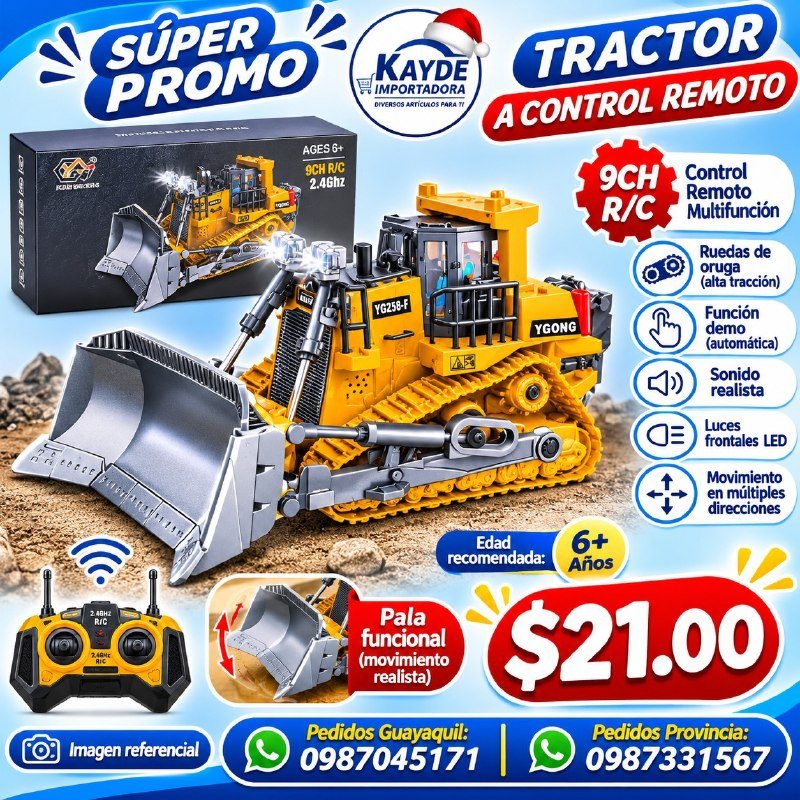 SÚPER
PROMO
KAYDE
IMPORTADORA
DIVERSOS ARTÍCULOS PARA TI
TRACTOR
A CONTROL REMOTO
AGES 6+
9CH R/C
2.4Ghz
9CH
R/C
Control
Remoto
Multifunción
Ruedas de
oruga
(alta tracción)
Función
demo
(automática)
Sonido
realista
Luces
frontales LED
Movimiento
en múltiples
direcciones
YG258-F
YGONG
Edad
recomendada:
6+
Años
2.4GHz
R/C
2.4GHz
R/C
Pala
funcional
(movimiento
realista)
$21.00
Imagen referencial
Pedidos Guayaquil:
0987045171
Pedidos Provincia:
0987331567